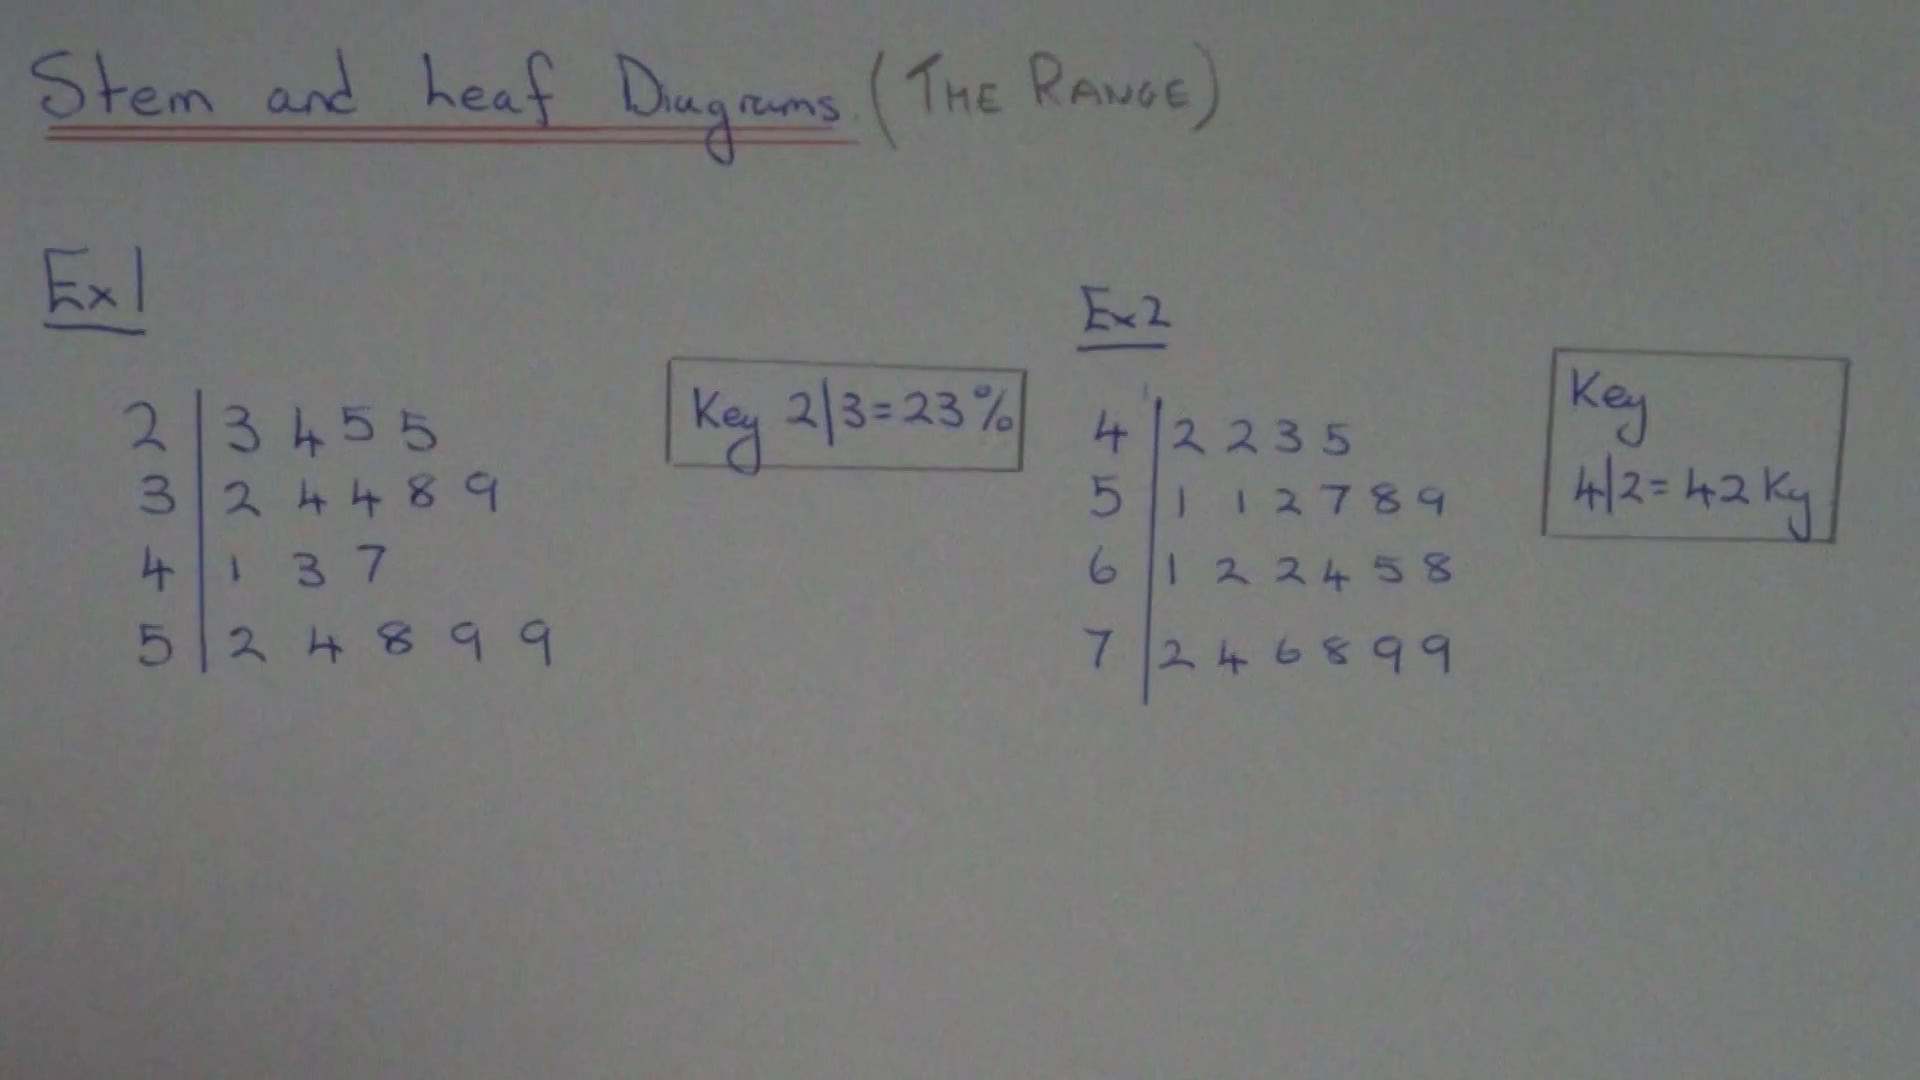 Stem and Leaf Diagrams (THE RANGE)
Ex1
2 | 3 4 5 5
3 | 2 4 4 8 9
4 | 1 3 7
5 | 2 4 8 9 9
Key 2|3=23%
Ex2
4 | 2 2 3 5
5 | 1 1 2 7 8 9
6 | 1 2 2 4 5 8
7 | 2 4 6 8 9 9
Key
4|2=42Kg